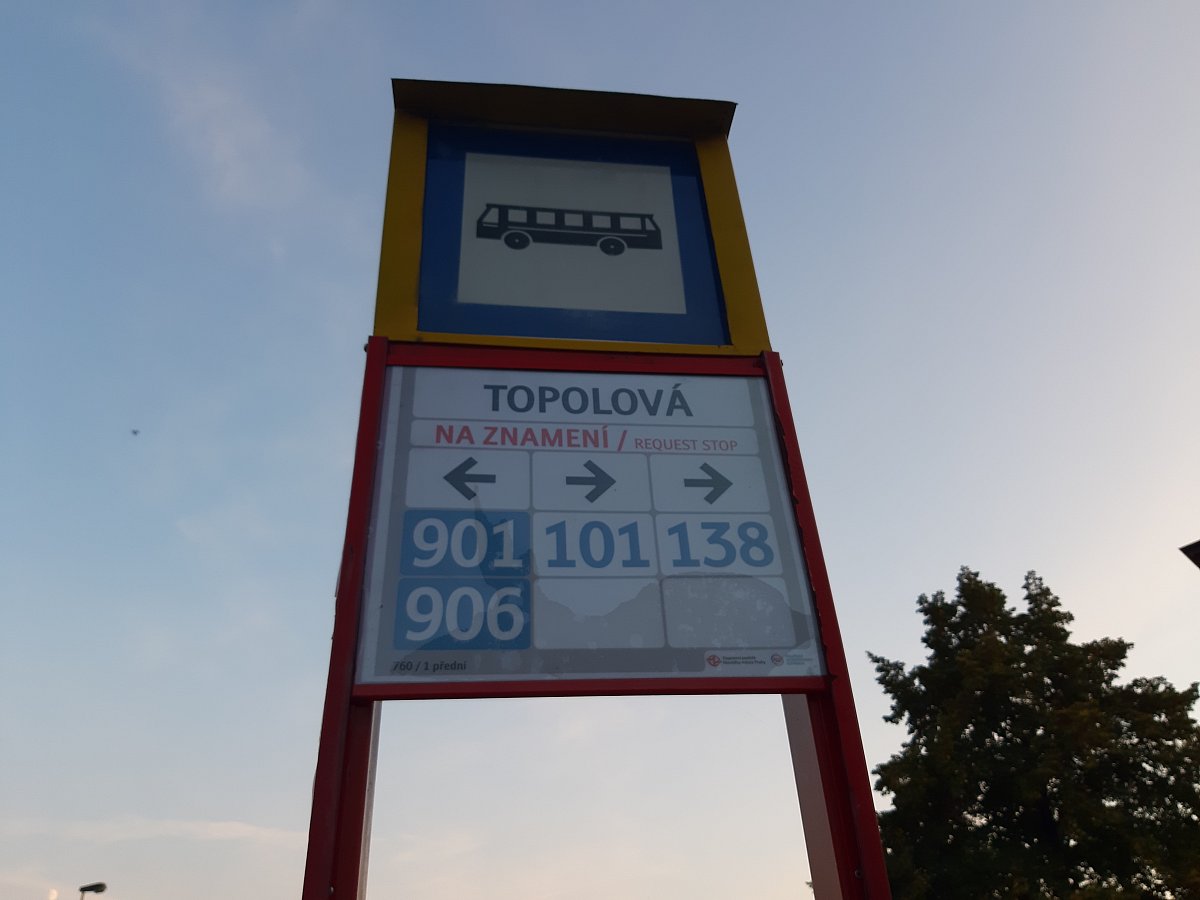 TOPOLOVÁ
NA ZNAMENÍ / REQUEST STOP
← → →
901 101 138
906
760 / 1 přední